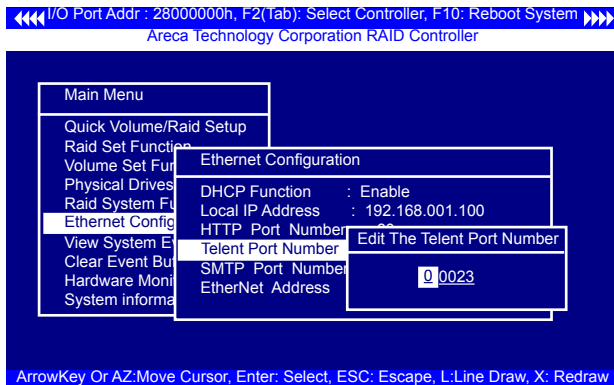 I/O Port Addr : 28000000h, F2(Tab): Select Controller, F10: Reboot System
Areca Technology Corporation RAID Controller
Main Menu
Quick Volume/Raid Setup
Raid Set Function
Volume Set Fun
Physical Drives
Raid System Fu
Ethernet Config
View System Ev
Clear Event Buf
Hardware Moni
System informa
Ethernet Configuration
DHCP Function : Enable
Local IP Address : 192.168.001.100
HTTP Port Number
Telent Port Number
SMTP Port Number
EtherNet Address
Edit The Telent Port Number
0 0023
ArrowKey Or AZ:Move Cursor, Enter: Select, ESC: Escape, L:Line Draw, X: Redraw